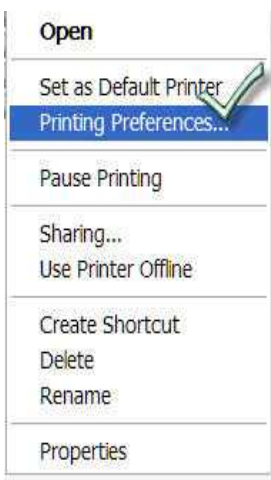 Open
Set as Default Printer
Printing Preferences...
Pause Printing
Sharing...
Use Printer Offline
Create Shortcut
Delete
Rename
Properties